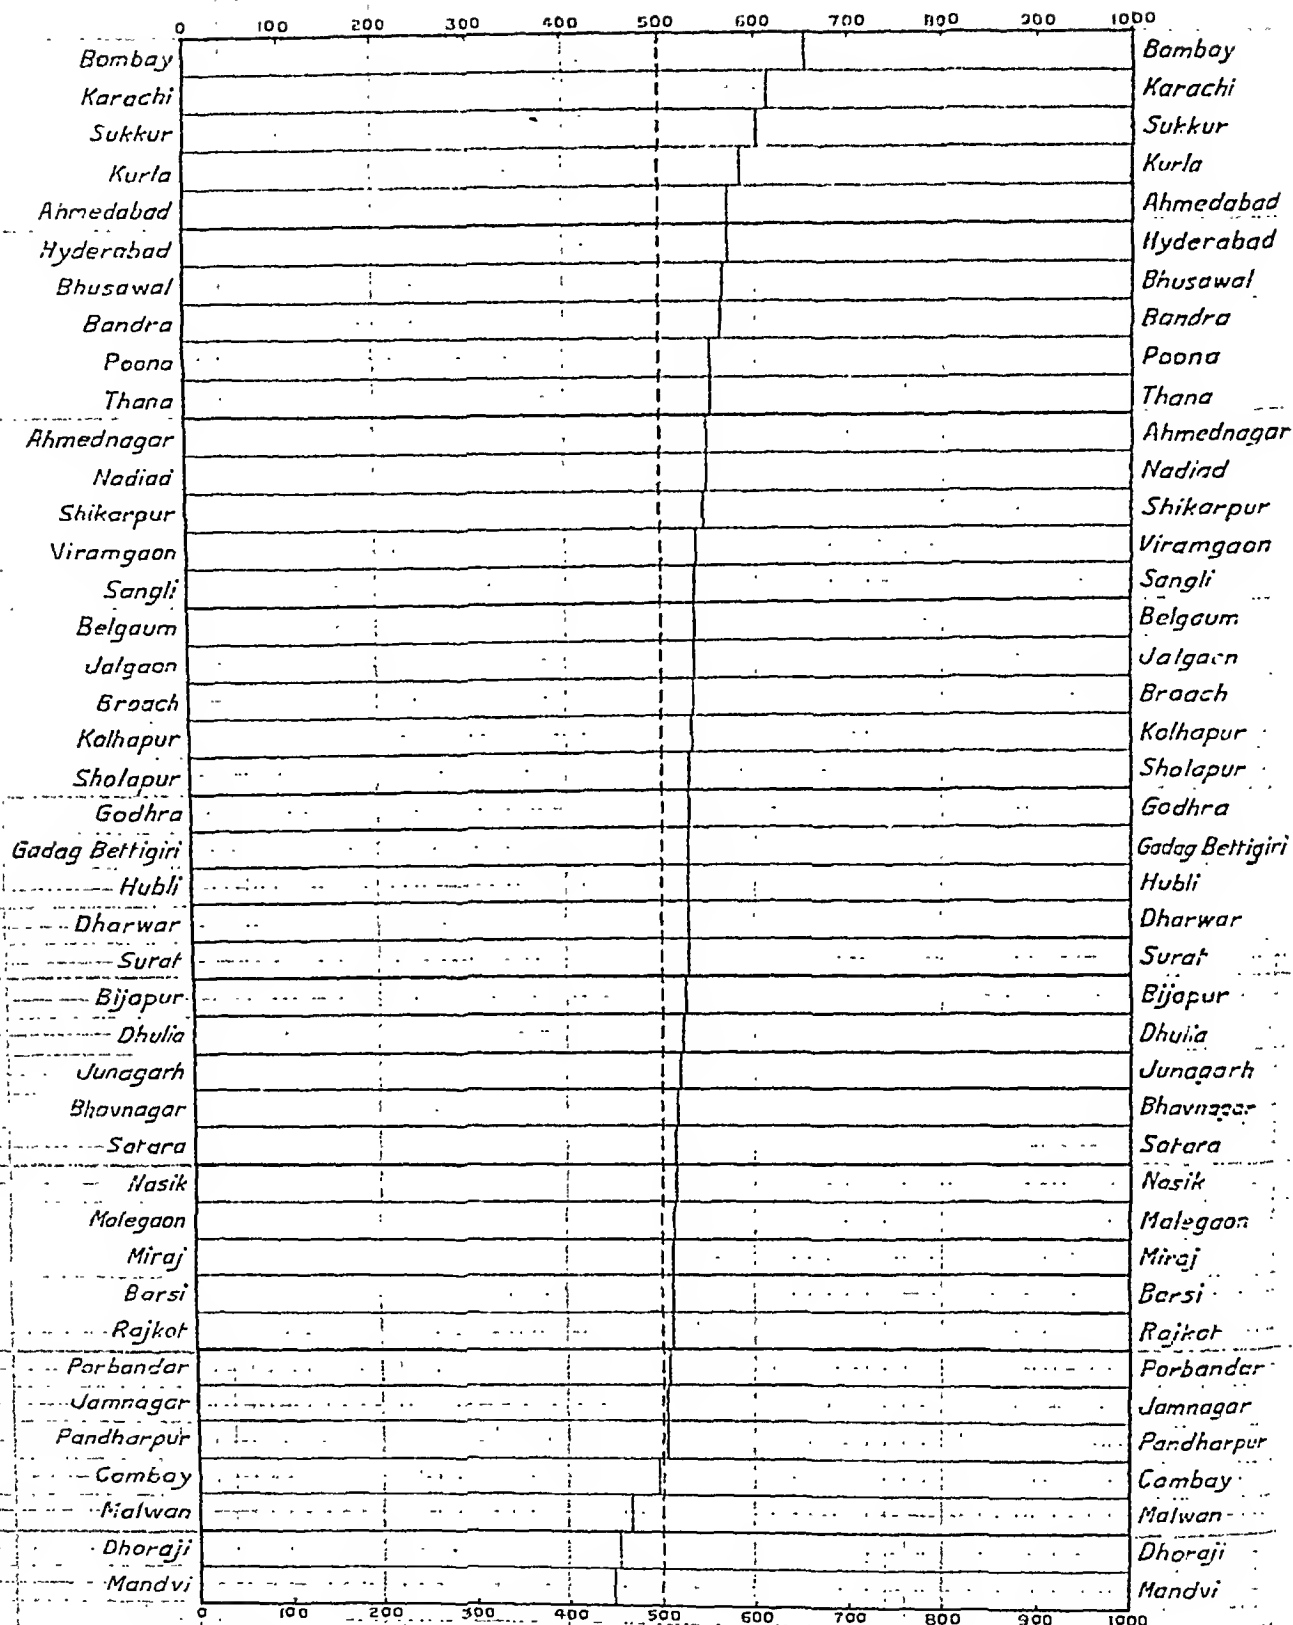 0 100 200 300 400 500 600 700 800 900 1000
Bombay Bombay
Karachi Karachi
Sukkur Sukkur
Kurla Kurla
Ahmedabad Ahmedabad
Hyderabad Hyderabad
Bhusawal Bhusawal
Bandra Bandra
Poona Poona
Thana Thana
Ahmednagar Ahmednagar
Nadiad Nadiad
Shikarpur Shikarpur
Viramgaon Viramgaon
Sangli Sangli
Belgaum Belgaum
Jalgaon Jalgaon
Broach Broach
Kolhapur Kolhapur
Sholapur Sholapur
Godhra Godhra
Gadag Bettigiri Gadag Bettigiri
Hubli Hubli
Dharwar Dharwar
Surat Surat
Bijapur Bijapur
Dhulia Dhulia
Junagarh Junagarh
Bhavnagar Bhavnagar
Satara Satara
Nasik Nasik
Malegaon Malegaon
Miraj Miraj
Barsi Barsi
Rajkot Rajkot
Porbandar Porbandar
Jamnagar Jamnagar
Pandharpur Pandharpur
Cambay Cambay
Malwan Malwan
Dhoraji Dhoraji
Mandvi Mandvi
0 100 200 300 400 500 600 700 800 900 1000